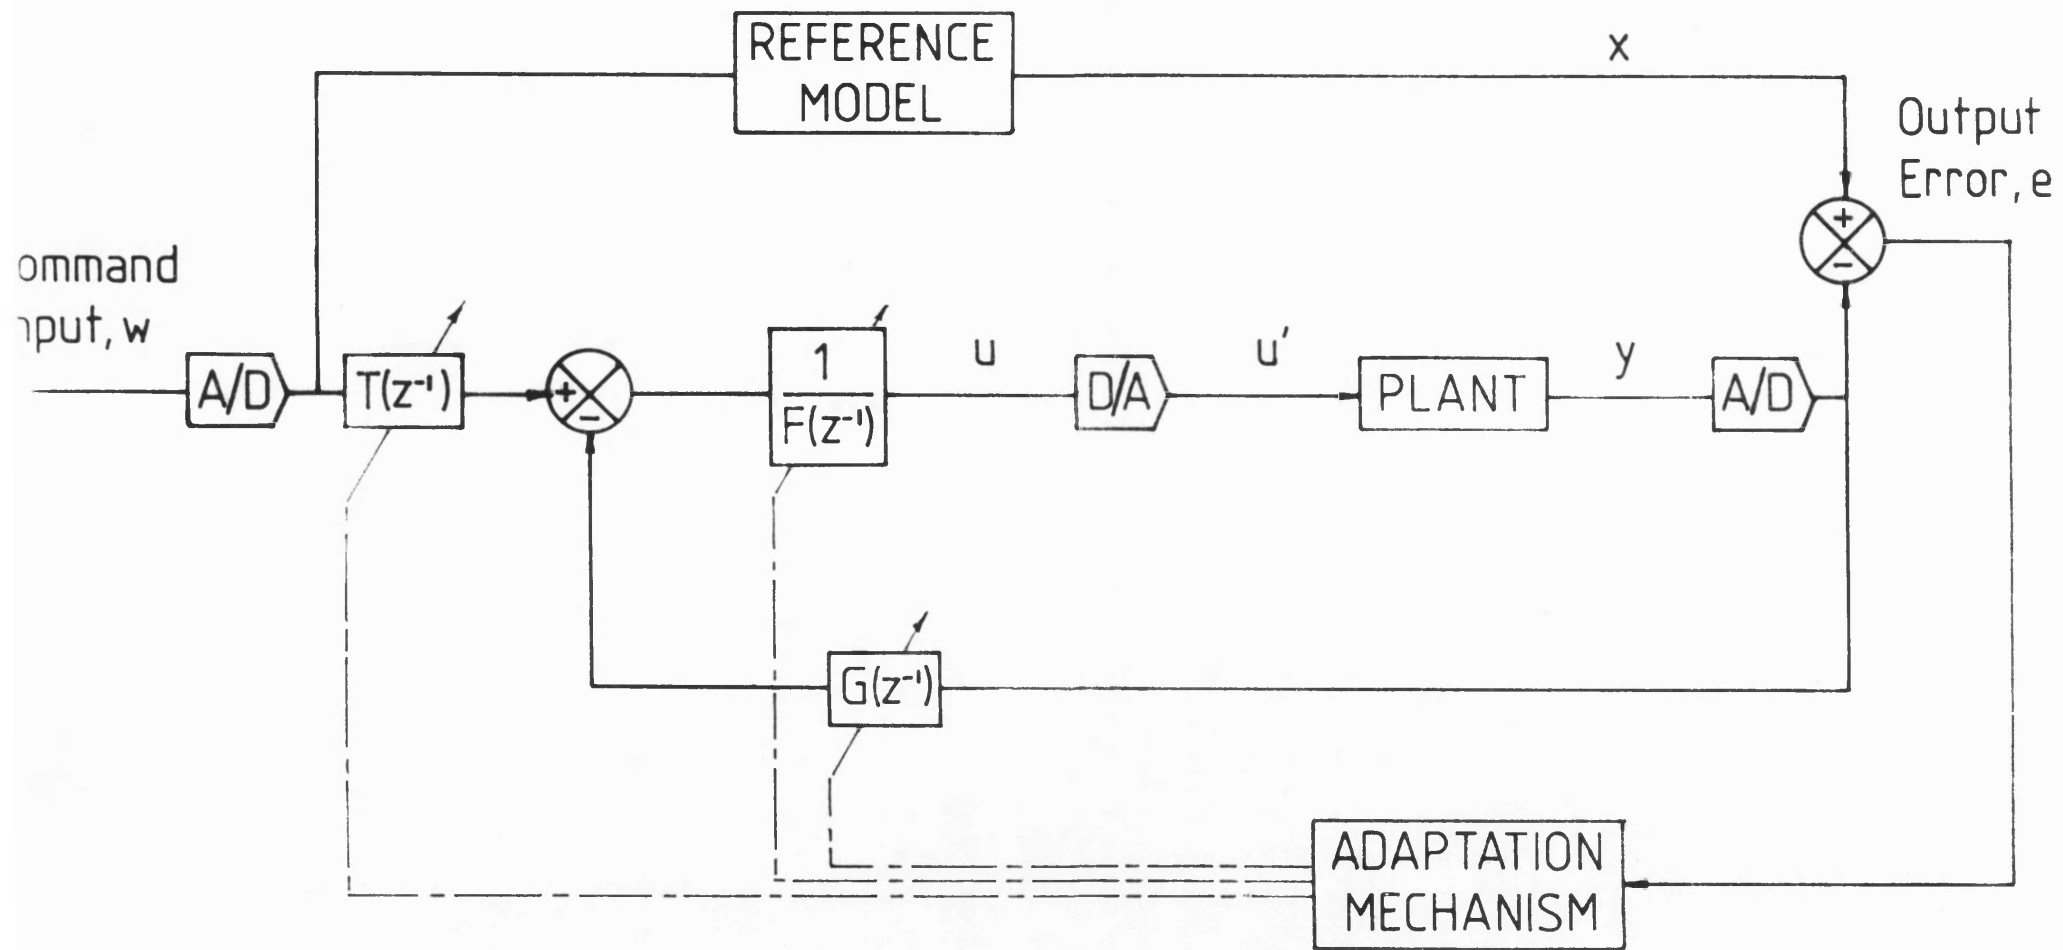 REFERENCE
MODEL
x
Output
Error, e
ommand
nput, w
A/D
T(z⁻¹)
+
-
1
F(z⁻¹)
u
D/A
u'
PLANT
y
A/D
+
-
G(z⁻¹)
ADAPTATION
MECHANISM